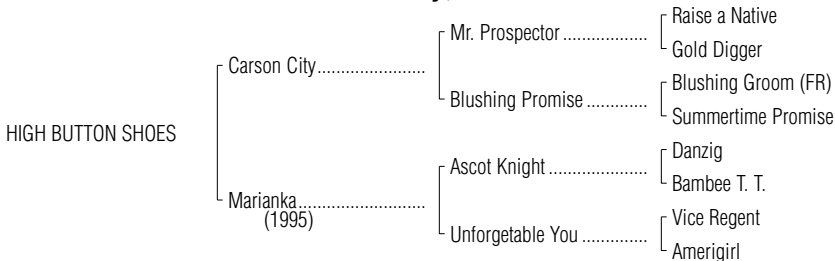 Raise a Native
Mr. Prospector ....................
Gold Digger
Carson City..........................
Blushing Groom (FR)
Blushing Promise ...............
Summertime Promise
HIGH BUTTON SHOES
Danzig
Ascot Knight ........................
Bambee T. T.
Marianka..............................
(1995)
Vice Regent
Unforgetable You ................
Amerigirl